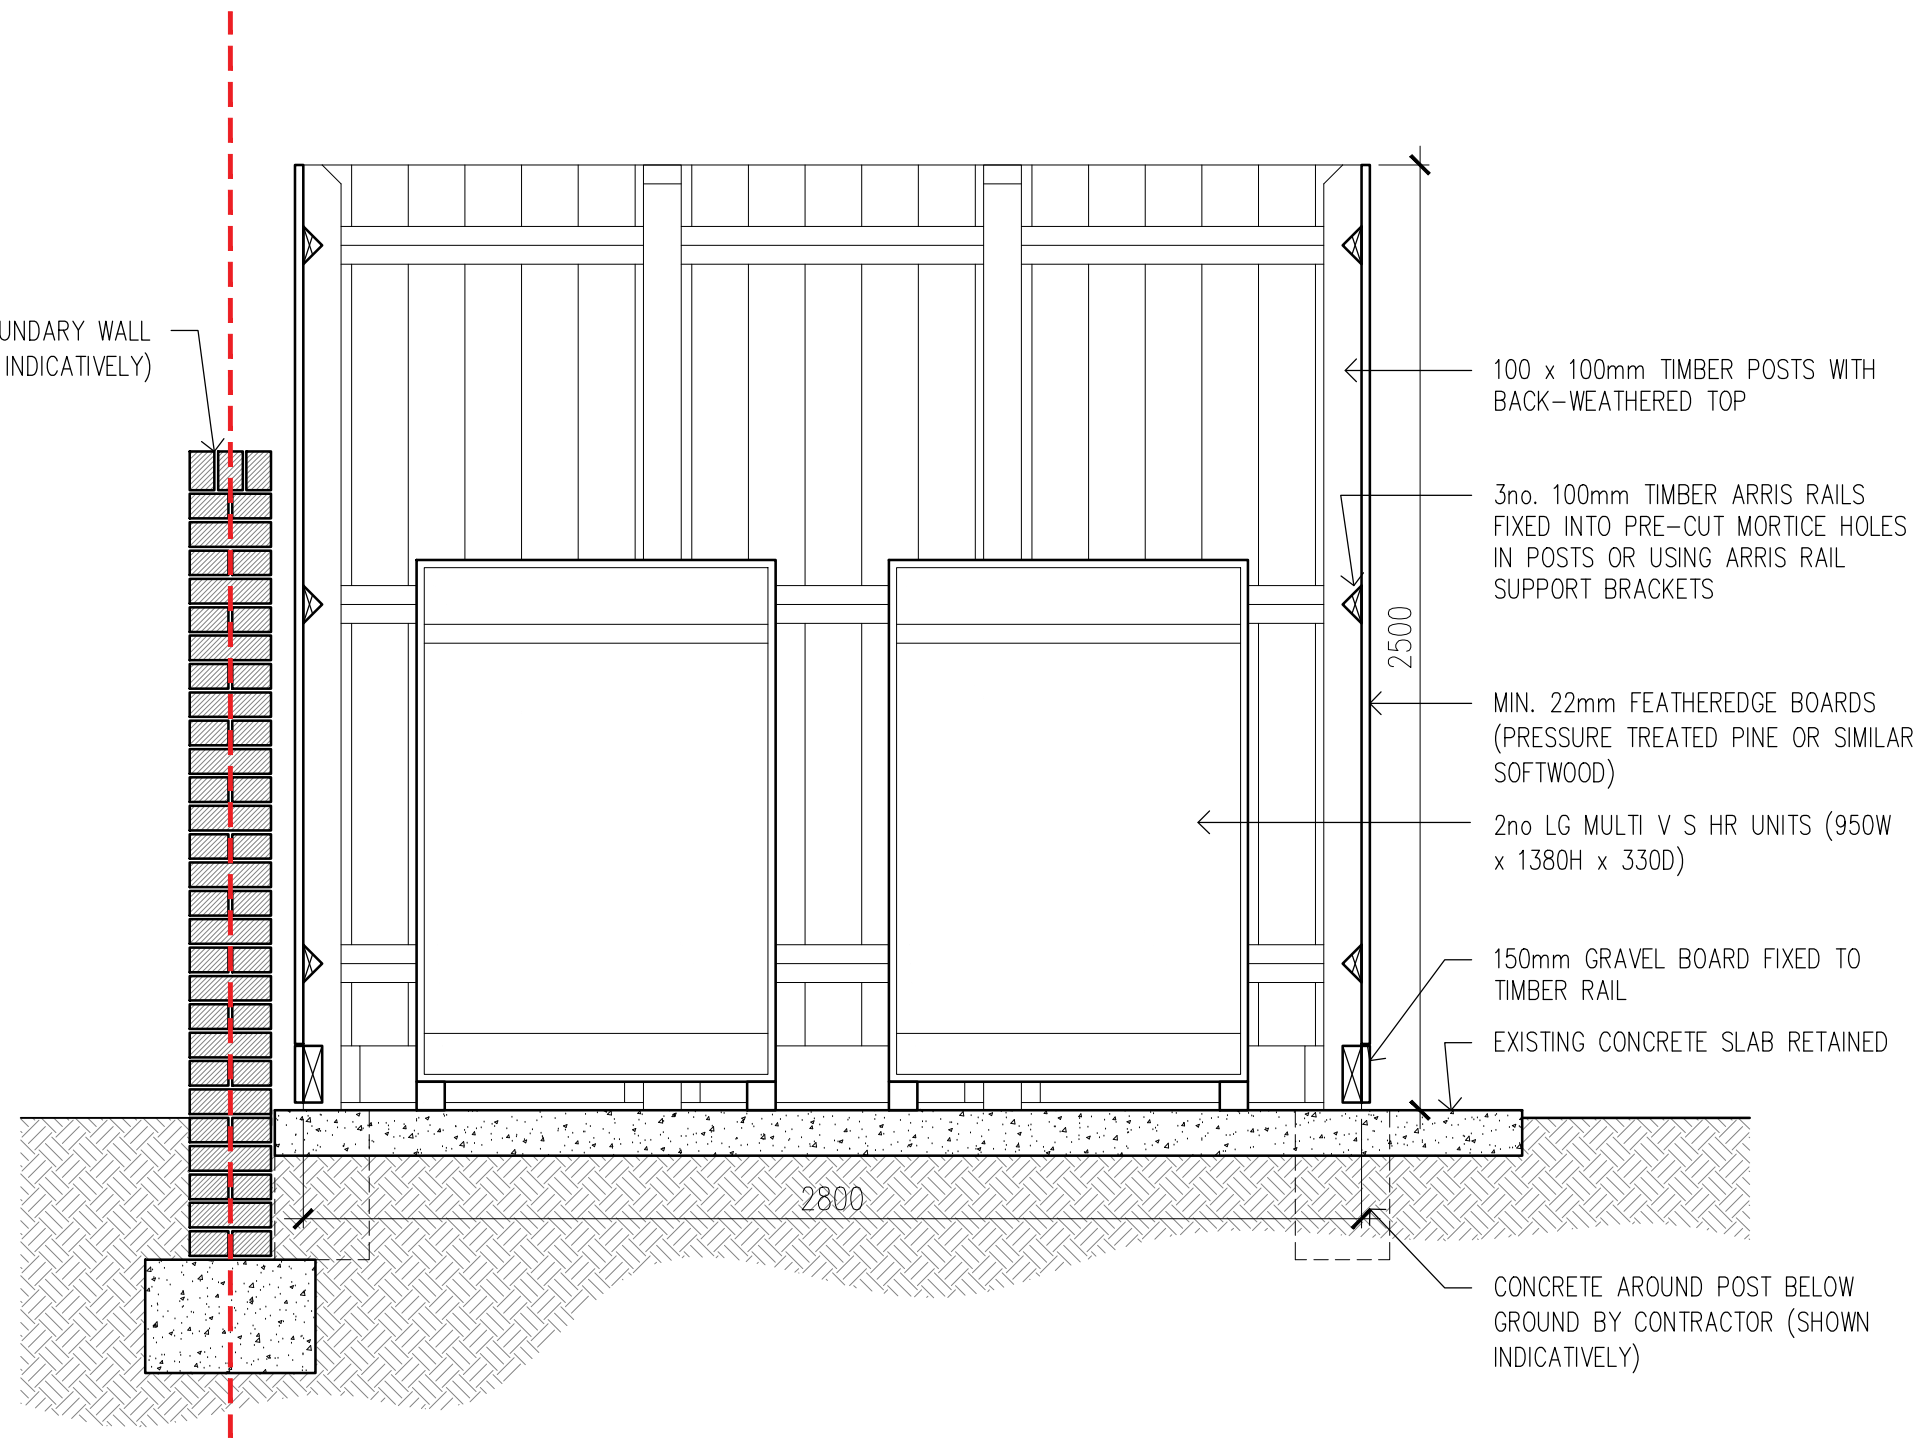 UNDARY WALL
INDICATIVELY)
100 x 100mm TIMBER POSTS WITH
BACK-WEATHERED TOP
3no. 100mm TIMBER ARRIS RAILS
FIXED INTO PRE-CUT MORTICE HOLES
IN POSTS OR USING ARRIS RAIL
SUPPORT BRACKETS
2500
MIN. 22mm FEATHEREDGE BOARDS
(PRESSURE TREATED PINE OR SIMILAR
SOFTWOOD)
2no LG MULTI V S HR UNITS (950W
x 1380H x 330D)
150mm GRAVEL BOARD FIXED TO
TIMBER RAIL
EXISTING CONCRETE SLAB RETAINED
2800
CONCRETE AROUND POST BELOW
GROUND BY CONTRACTOR (SHOWN
INDICATIVELY)